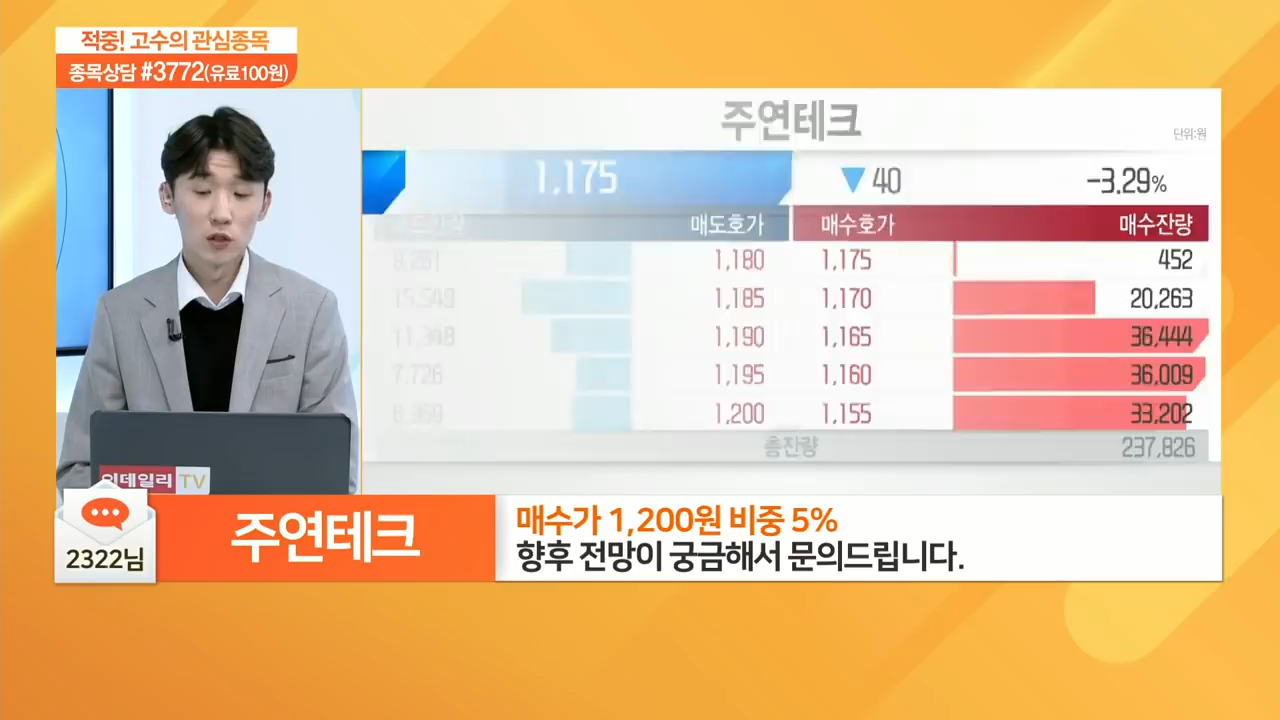 적중! 고수의 관심종목
종목상담 #3772(유료100원)
주연테크
단위:원
1,175 ▼ 40 -3.29%
매도호가 매수호가 매수잔량
1,180 1,175 452
15,549 1,185 1,170 20,263
1,190 1,165 36,444
7,726 1,195 1,160 36,009
1,200 1,155 33,202
총잔량 237,826
이데일리 TV
2322님
주연테크
매수가 1,200원 비중 5%
향후 전망이 궁금해서 문의드립니다.